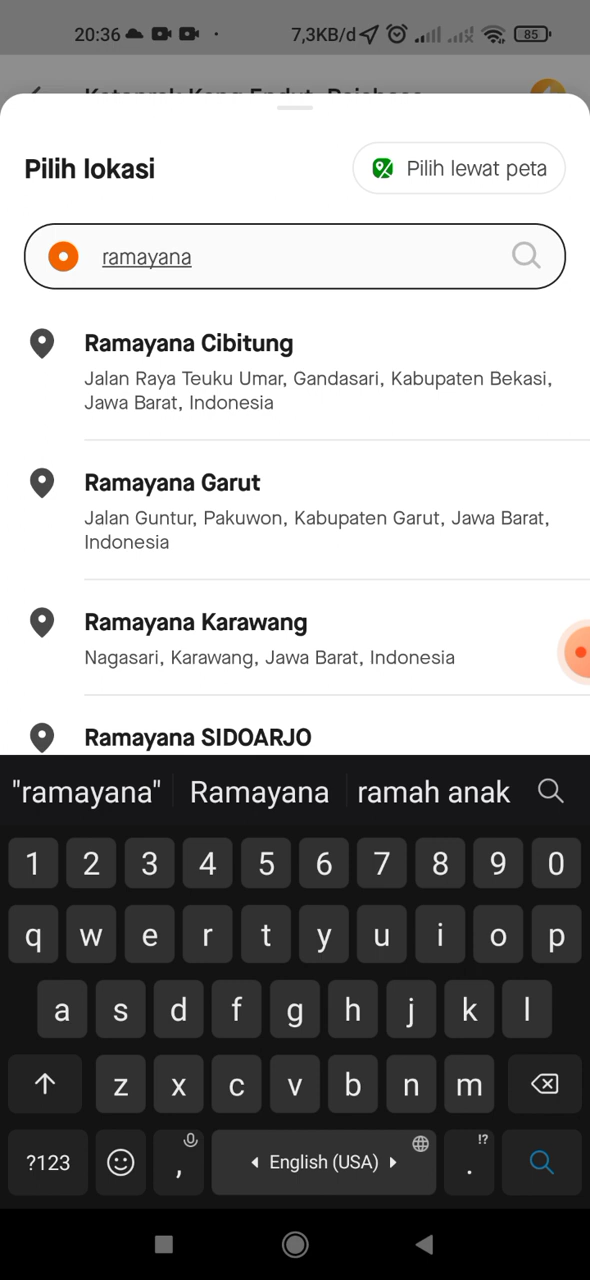 20:36
7,3KB/d
85
Pilih lokasi
Pilih lewat peta
ramayana
Ramayana Cibitung
Jalan Raya Teuku Umar, Gandasari, Kabupaten Bekasi,
Jawa Barat, Indonesia
Ramayana Garut
Jalan Guntur, Pakuwon, Kabupaten Garut, Jawa Barat,
Indonesia
Ramayana Karawang
Nagasari, Karawang, Jawa Barat, Indonesia
Ramayana SIDOARJO
"ramayana" Ramayana ramah anak
1 2 3 4 5 6 7 8 9 0
q w e r t y u i o p
a s d f g h j k l
z x c v b n m
?123 , English (USA) . !?